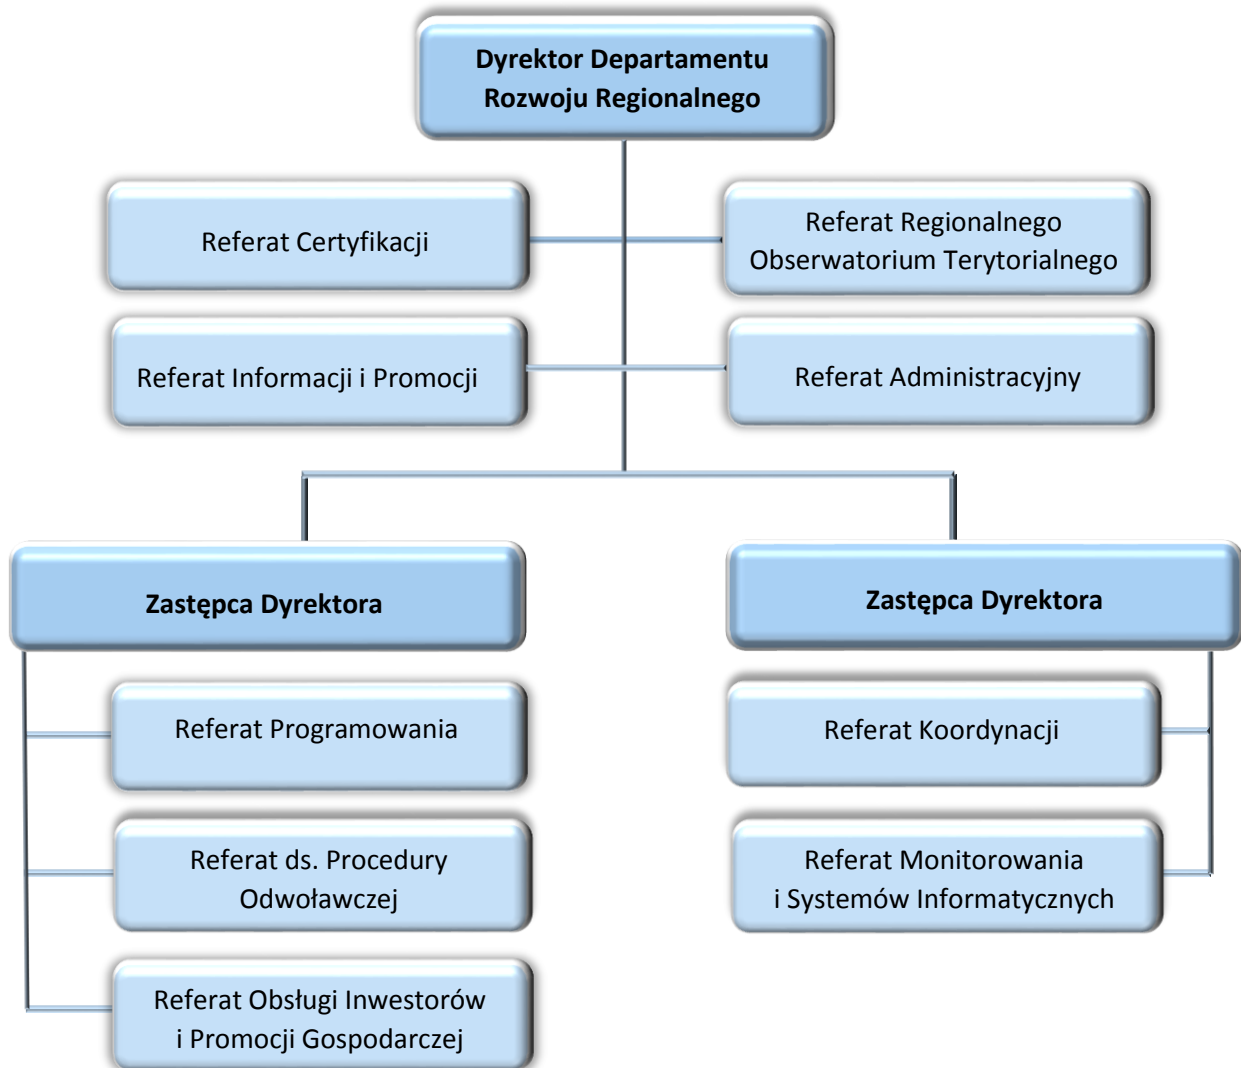 Dyrektor Departamentu
Rozwoju Regionalnego
Referat Certyfikacji
Referat Regionalnego
Obserwatorium Terytorialnego
Referat Informacji i Promocji
Referat Administracyjny
Zastępca Dyrektora
Zastępca Dyrektora
Referat Programowania
Referat Koordynacji
Referat ds. Procedury
Odwoławczej
Referat Monitorowania
i Systemów Informatycznych
Referat Obsługi Inwestorów
i Promocji Gospodarczej